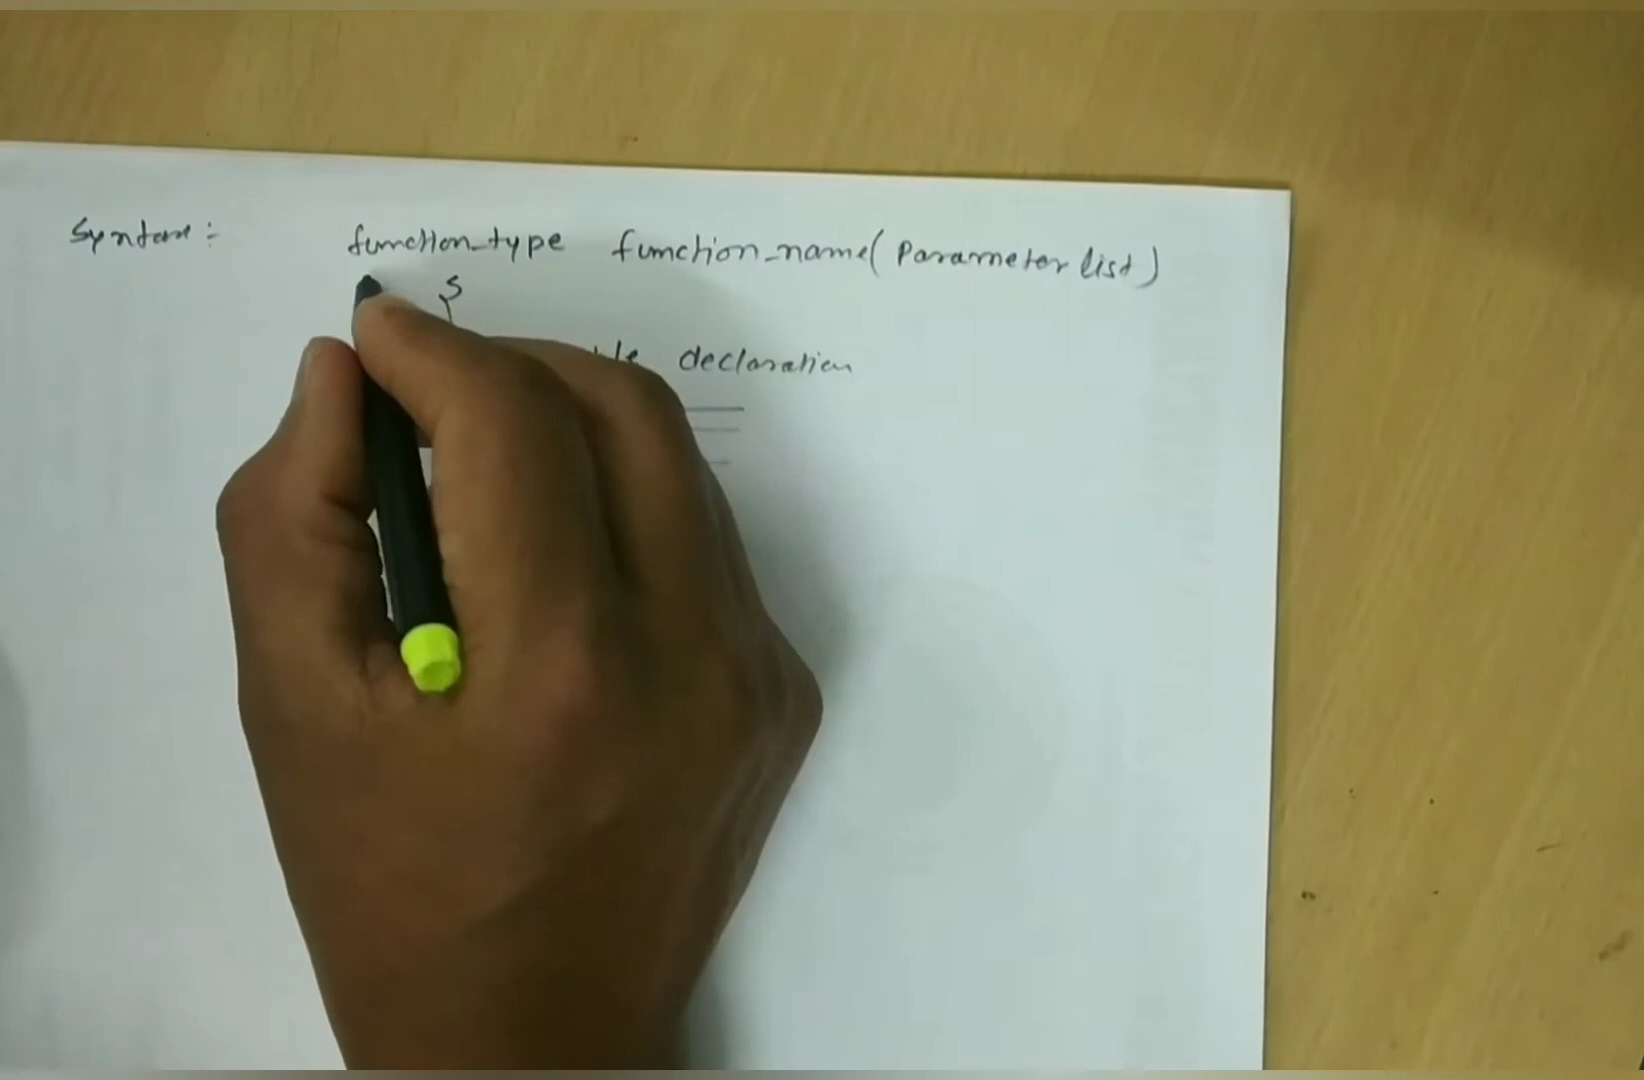 Syntax :- function_type function_name( Parameter list )
{
declaration